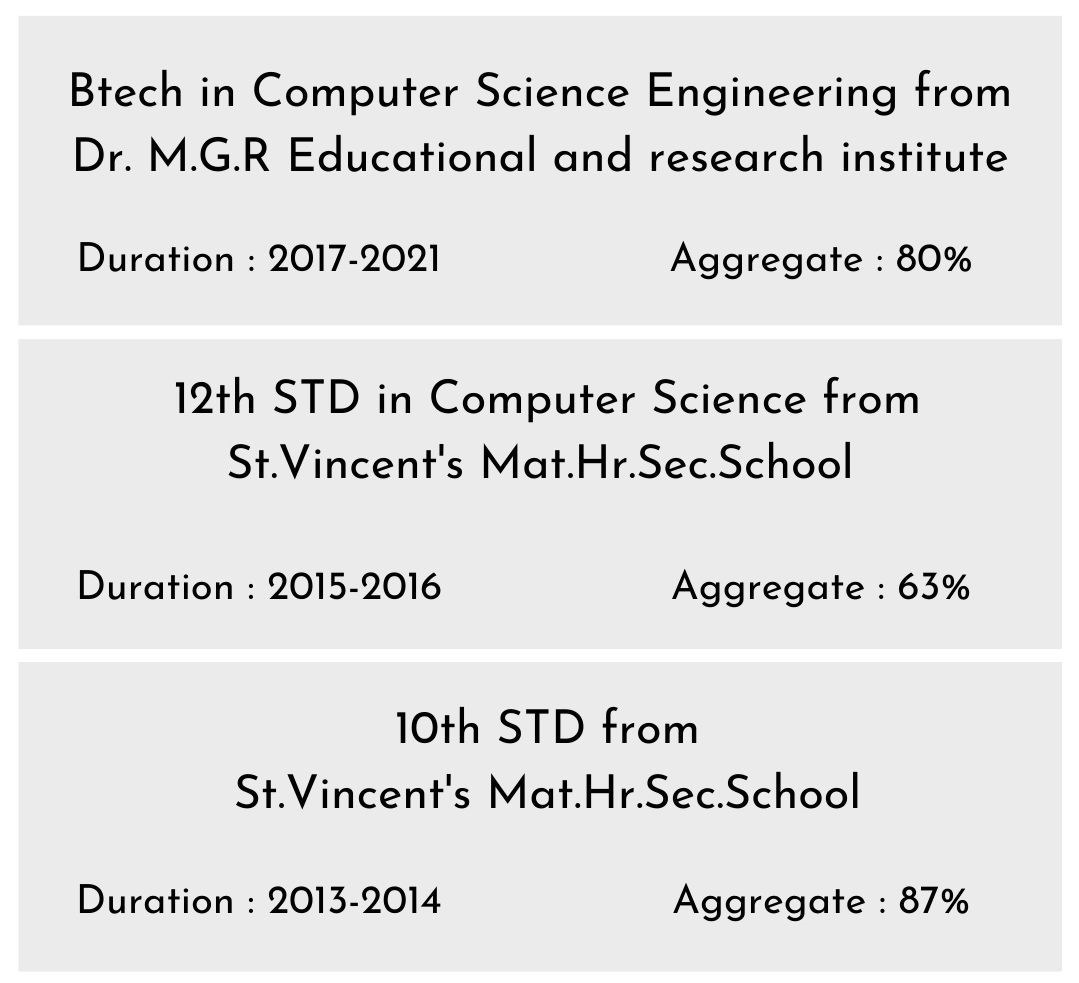 Btech in Computer Science Engineering from
Dr. M.G.R Educational and research institute
Duration : 2017-2021 Aggregate : 80%
12th STD in Computer Science from
St.Vincent's Mat.Hr.Sec.School
Duration : 2015-2016 Aggregate : 63%
10th STD from
St.Vincent's Mat.Hr.Sec.School
Duration : 2013-2014 Aggregate : 87%